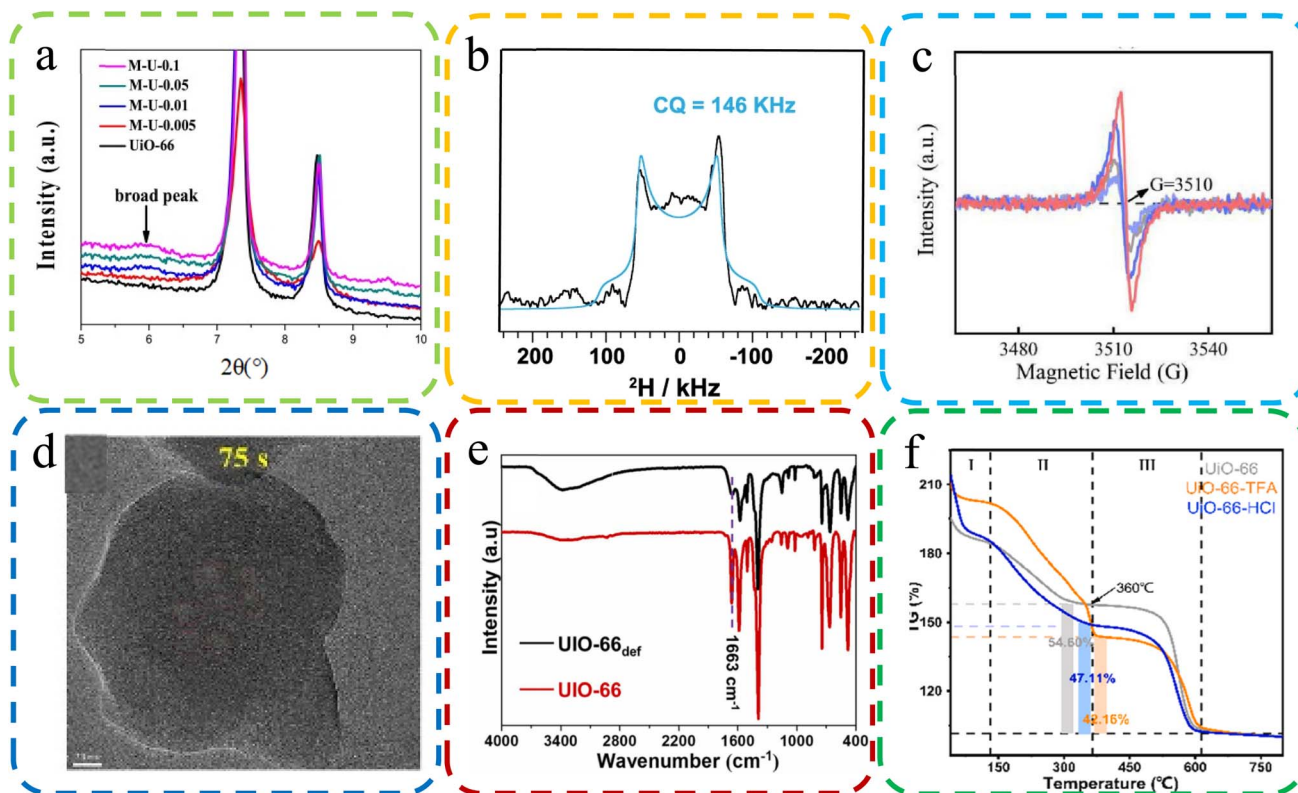 a
M-U-0.1
M-U-0.05
M-U-0.01
M-U-0.005
UiO-66
broad peak
Intensity (a.u.)
5 6 7 8 9 10
2θ(°)
b
CQ = 146 KHz
200 100 0 -100 -200
²H / kHz
c
G=3510
Intensity (a.u.)
3480 3510 3540
Magnetic Field (G)
d
75 s
e
UIO-66def
UIO-66
1663 cm⁻¹
Intensity (a.u)
4000 3400 2800 2200 1600 1000 400
Wavenumber (cm⁻¹)
f
I II III
UiO-66
UiO-66-TFA
UiO-66-HCl
360℃
54.60%
47.11%
42.16%
TG (%)
210
180
150
120
150 300 450 600 750
Temperature (℃)